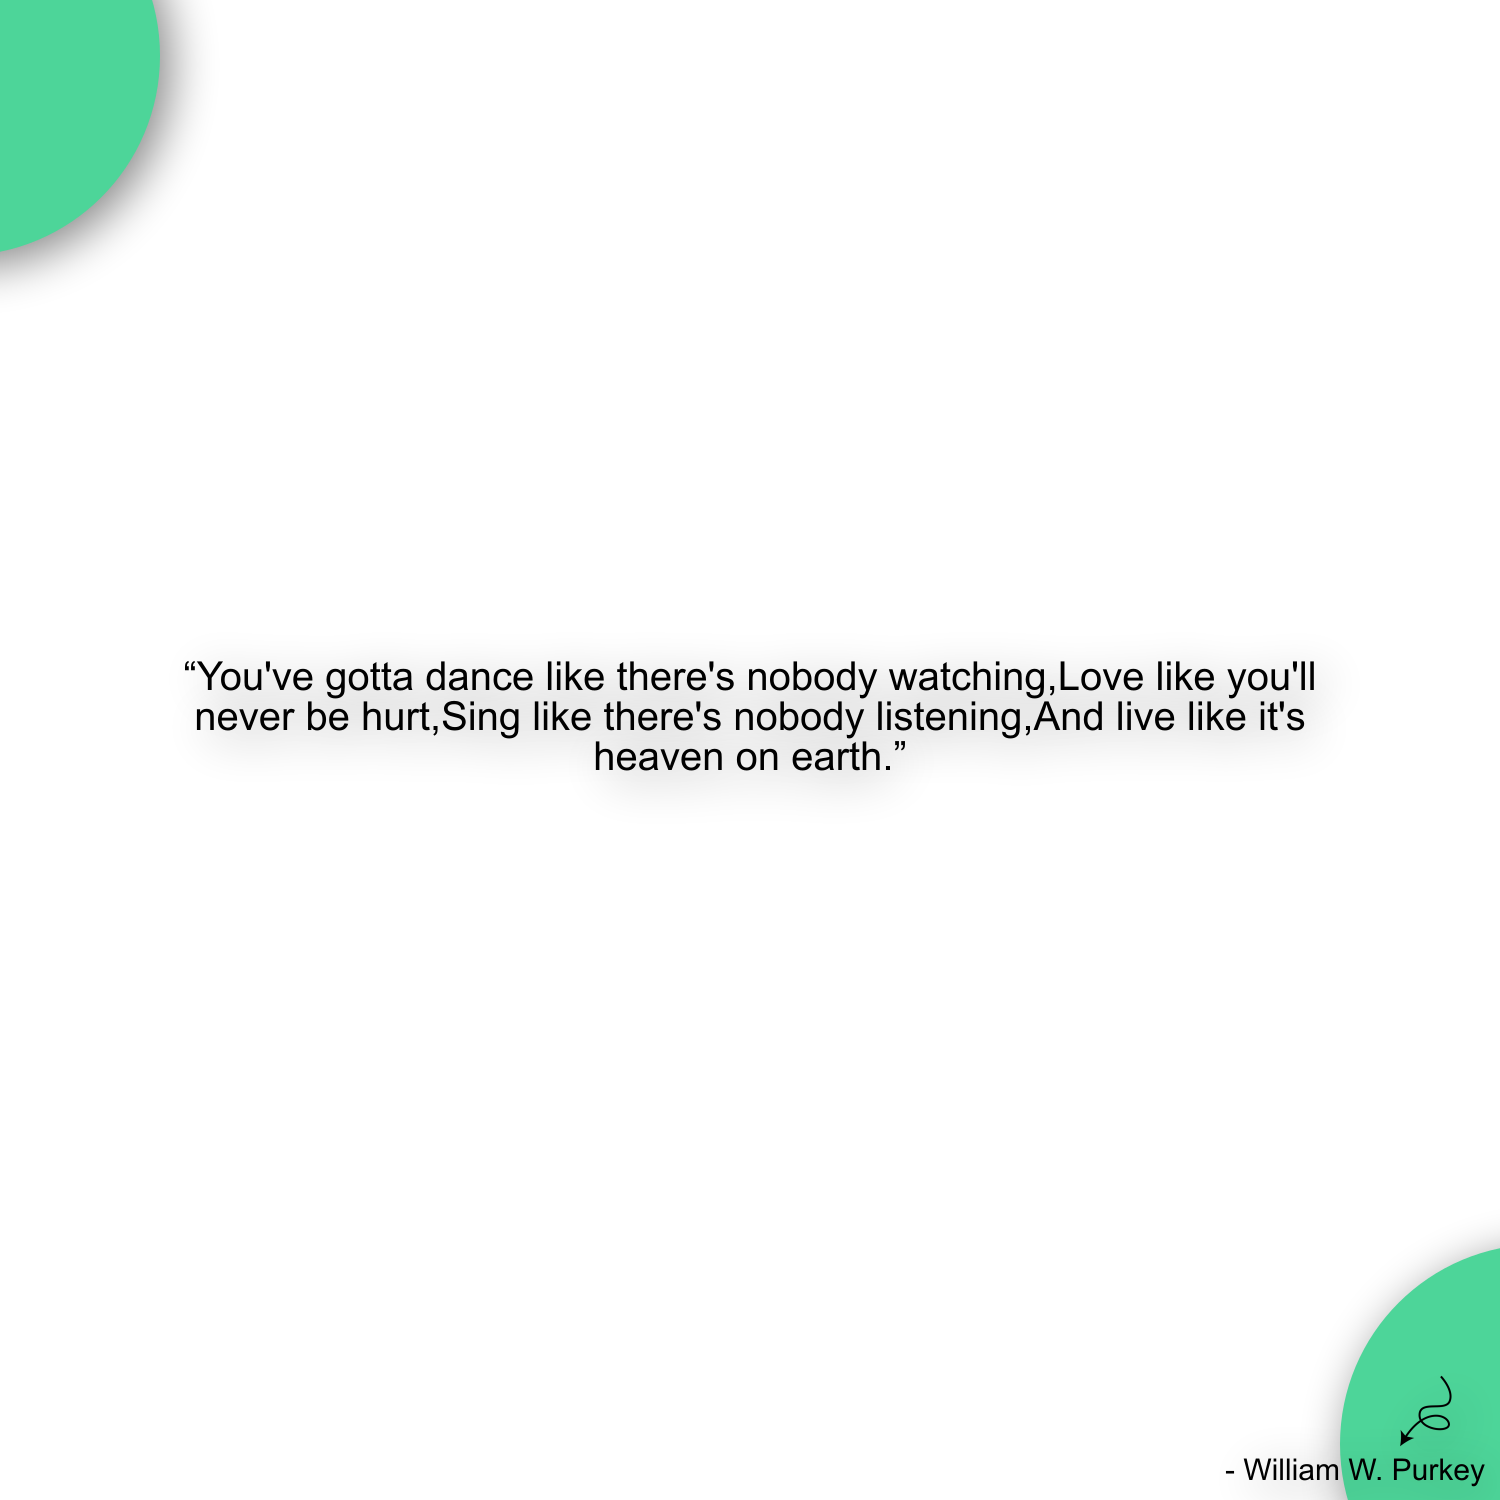 “You've gotta dance like there's nobody watching,Love like you'll
never be hurt,Sing like there's nobody listening,And live like it's
heaven on earth.”
- William W. Purkey